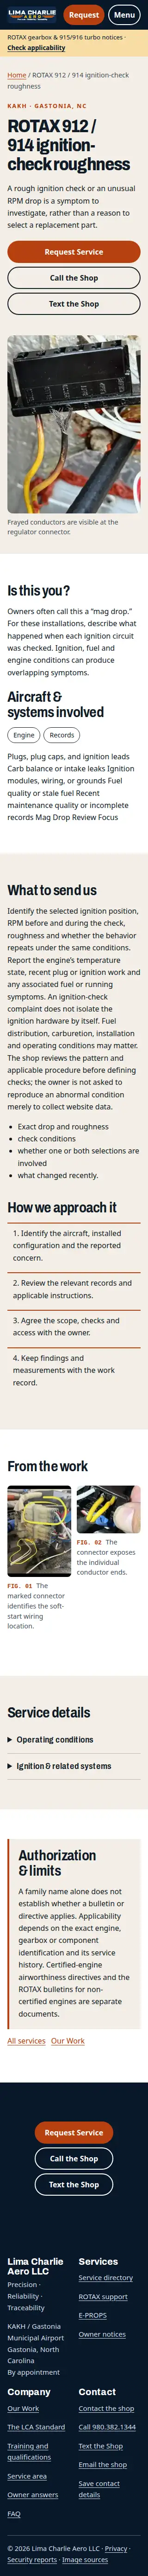 LIMA CHARLIE
AERO
Request
Menu
ROTAX gearbox & 915/916 turbo notices ·
Check applicability
Home / ROTAX 912 / 914 ignition-check
roughness
KAKH · GASTONIA, NC
ROTAX 912 /
914 ignition-
check roughness
A rough ignition check or an unusual
RPM drop is a symptom to
investigate, rather than a reason to
select a replacement part.
Request Service
Call the Shop
Text the Shop
Frayed conductors are visible at the
regulator connector.
Is this you?
Owners often call this a “mag drop.”
For these installations, describe what
happened when each ignition circuit
was checked. Ignition, fuel and
engine conditions can produce
overlapping symptoms.
Aircraft &
systems involved
Engine
Records
Plugs, plug caps, and ignition leads
Carb balance or intake leaks Ignition
modules, wiring, or grounds Fuel
quality or stale fuel Recent
maintenance quality or incomplete
records Mag Drop Review Focus
What to send us
Identify the selected ignition position,
RPM before and during the check,
roughness and whether the behavior
repeats under the same conditions.
Report the engine’s temperature
state, recent plug or ignition work and
any associated fuel or running
symptoms. An ignition-check
complaint does not isolate the
ignition hardware by itself. Fuel
distribution, carburetion, installation
and operating conditions may matter.
The shop reviews the pattern and
applicable procedure before defining
checks; the owner is not asked to
reproduce an abnormal condition
merely to collect website data.
• Exact drop and roughness
• check conditions
• whether one or both selections are
involved
• what changed recently.
How we approach it
1. Identify the aircraft, installed
configuration and the reported
concern.
2. Review the relevant records and
applicable instructions.
3. Agree the scope, checks and
access with the owner.
4. Keep findings and
measurements with the work
record.
From the work
FIG. 01 The
marked connector
identifies the soft-
start wiring
location.
FIG. 02 The
connector exposes
the individual
conductor ends.
Service details
Operating conditions
Ignition & related systems
Authorization
& limits
A family name alone does not
establish whether a bulletin or
directive applies. Applicability
depends on the exact engine,
gearbox or component
identification and its service
history. Certified-engine
airworthiness directives and the
ROTAX bulletins for non-
certified engines are separate
documents.
All services Our Work
Request Service
Call the Shop
Text the Shop
Lima Charlie
Aero LLC
Precision ·
Reliability ·
Traceability
KAKH / Gastonia
Municipal Airport
Gastonia, North
Carolina
By appointment
Services
Service directory
ROTAX support
E-PROPS
Owner notices
Company
Our Work
The LCA Standard
Training and
qualifications
Service area
Owner answers
FAQ
Contact
Contact the shop
Call 980.382.1344
Text the Shop
Email the shop
Save contact
details
© 2026 Lima Charlie Aero LLC · Privacy ·
Security reports · Image sources